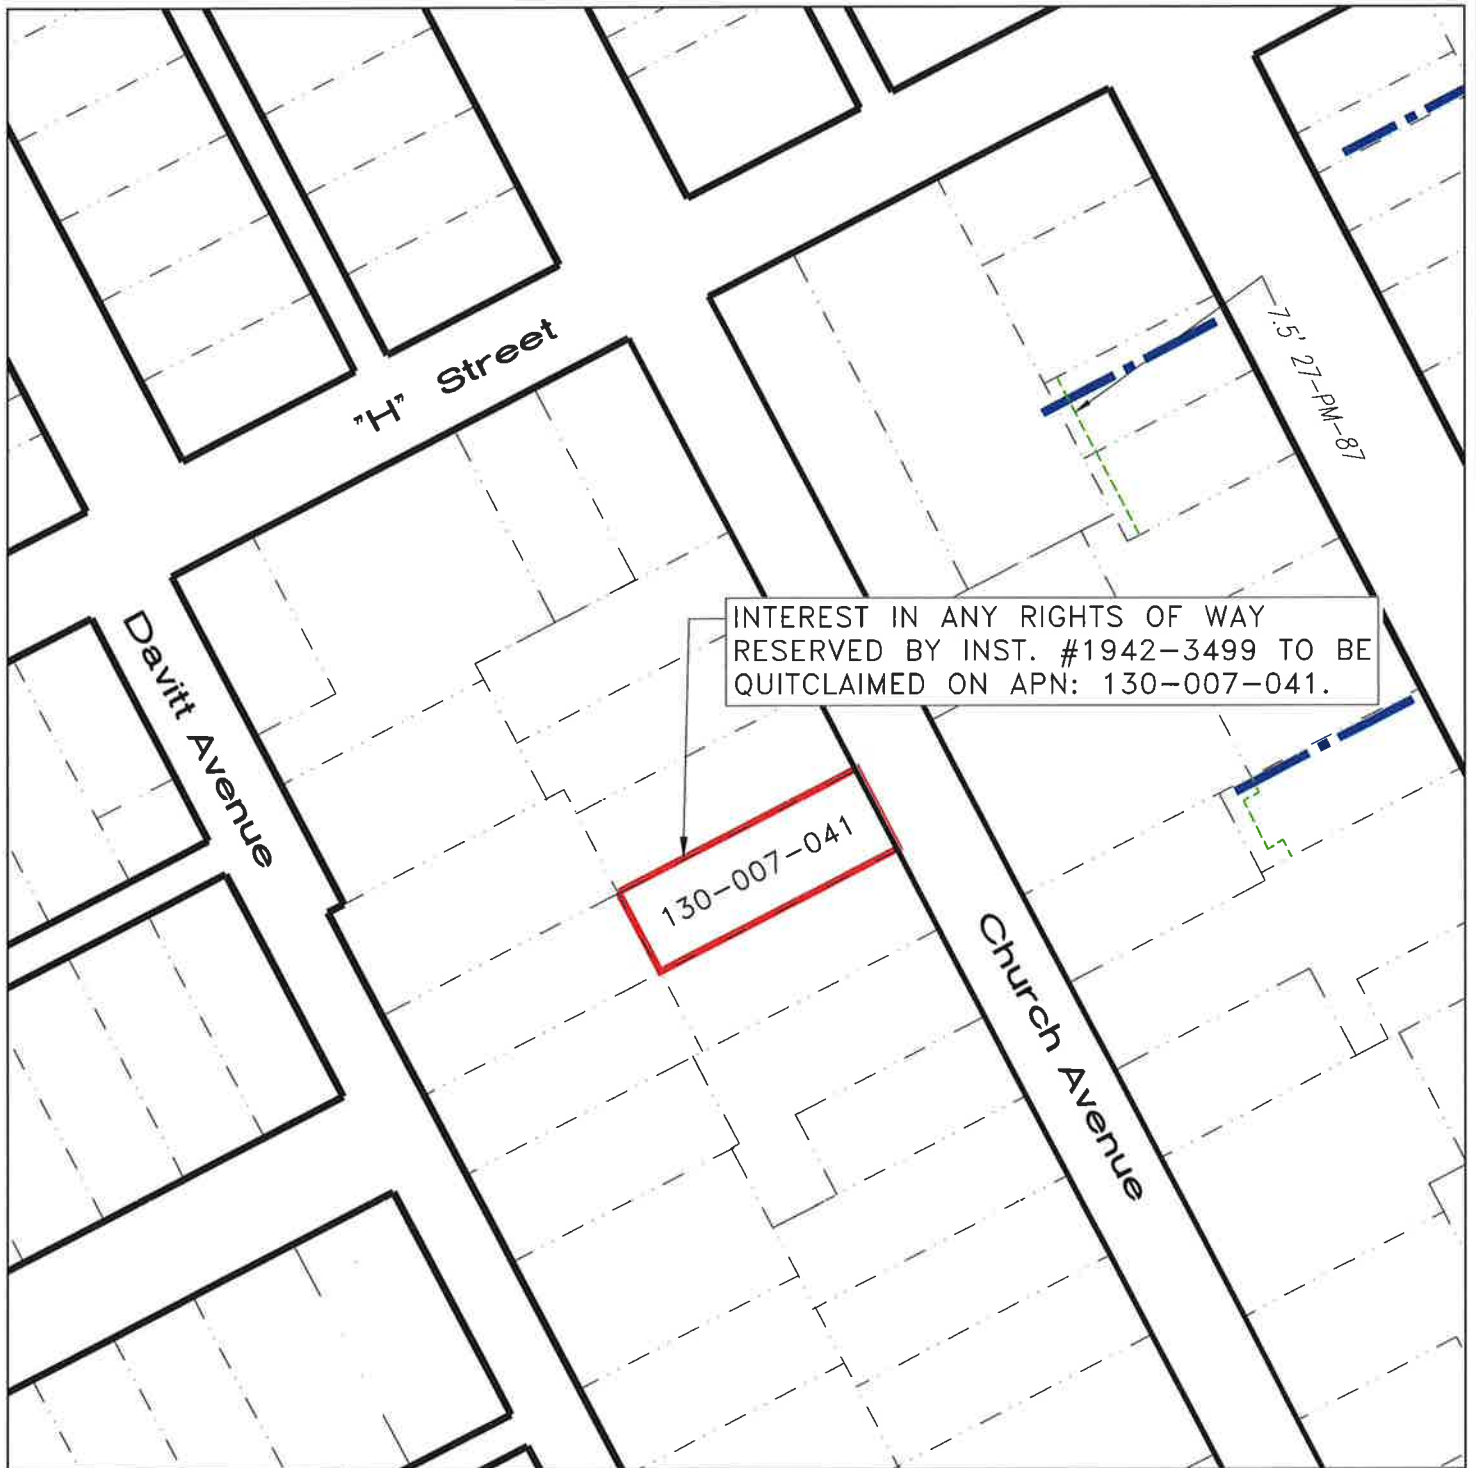 "H" Street
7.5' 27-PM-87
Davitt Avenue
INTEREST IN ANY RIGHTS OF WAY
RESERVED BY INST. #1942-3499 TO BE
QUITCLAIMED ON APN: 130-007-041.
130-007-041
Church Avenue